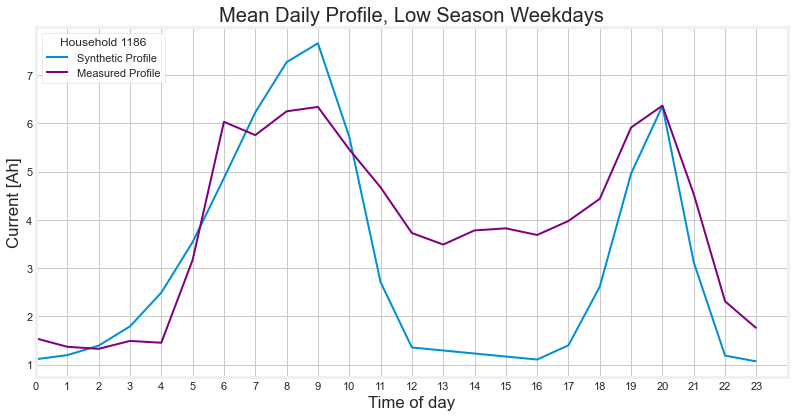 Mean Daily Profile, Low Season Weekdays
Household 1186
Synthetic Profile
Measured Profile
Current [Ah]
7
6
5
4
3
2
1
0 1 2 3 4 5 6 7 8 9 10 11 12 13 14 15 16 17 18 19 20 21 22 23
Time of day